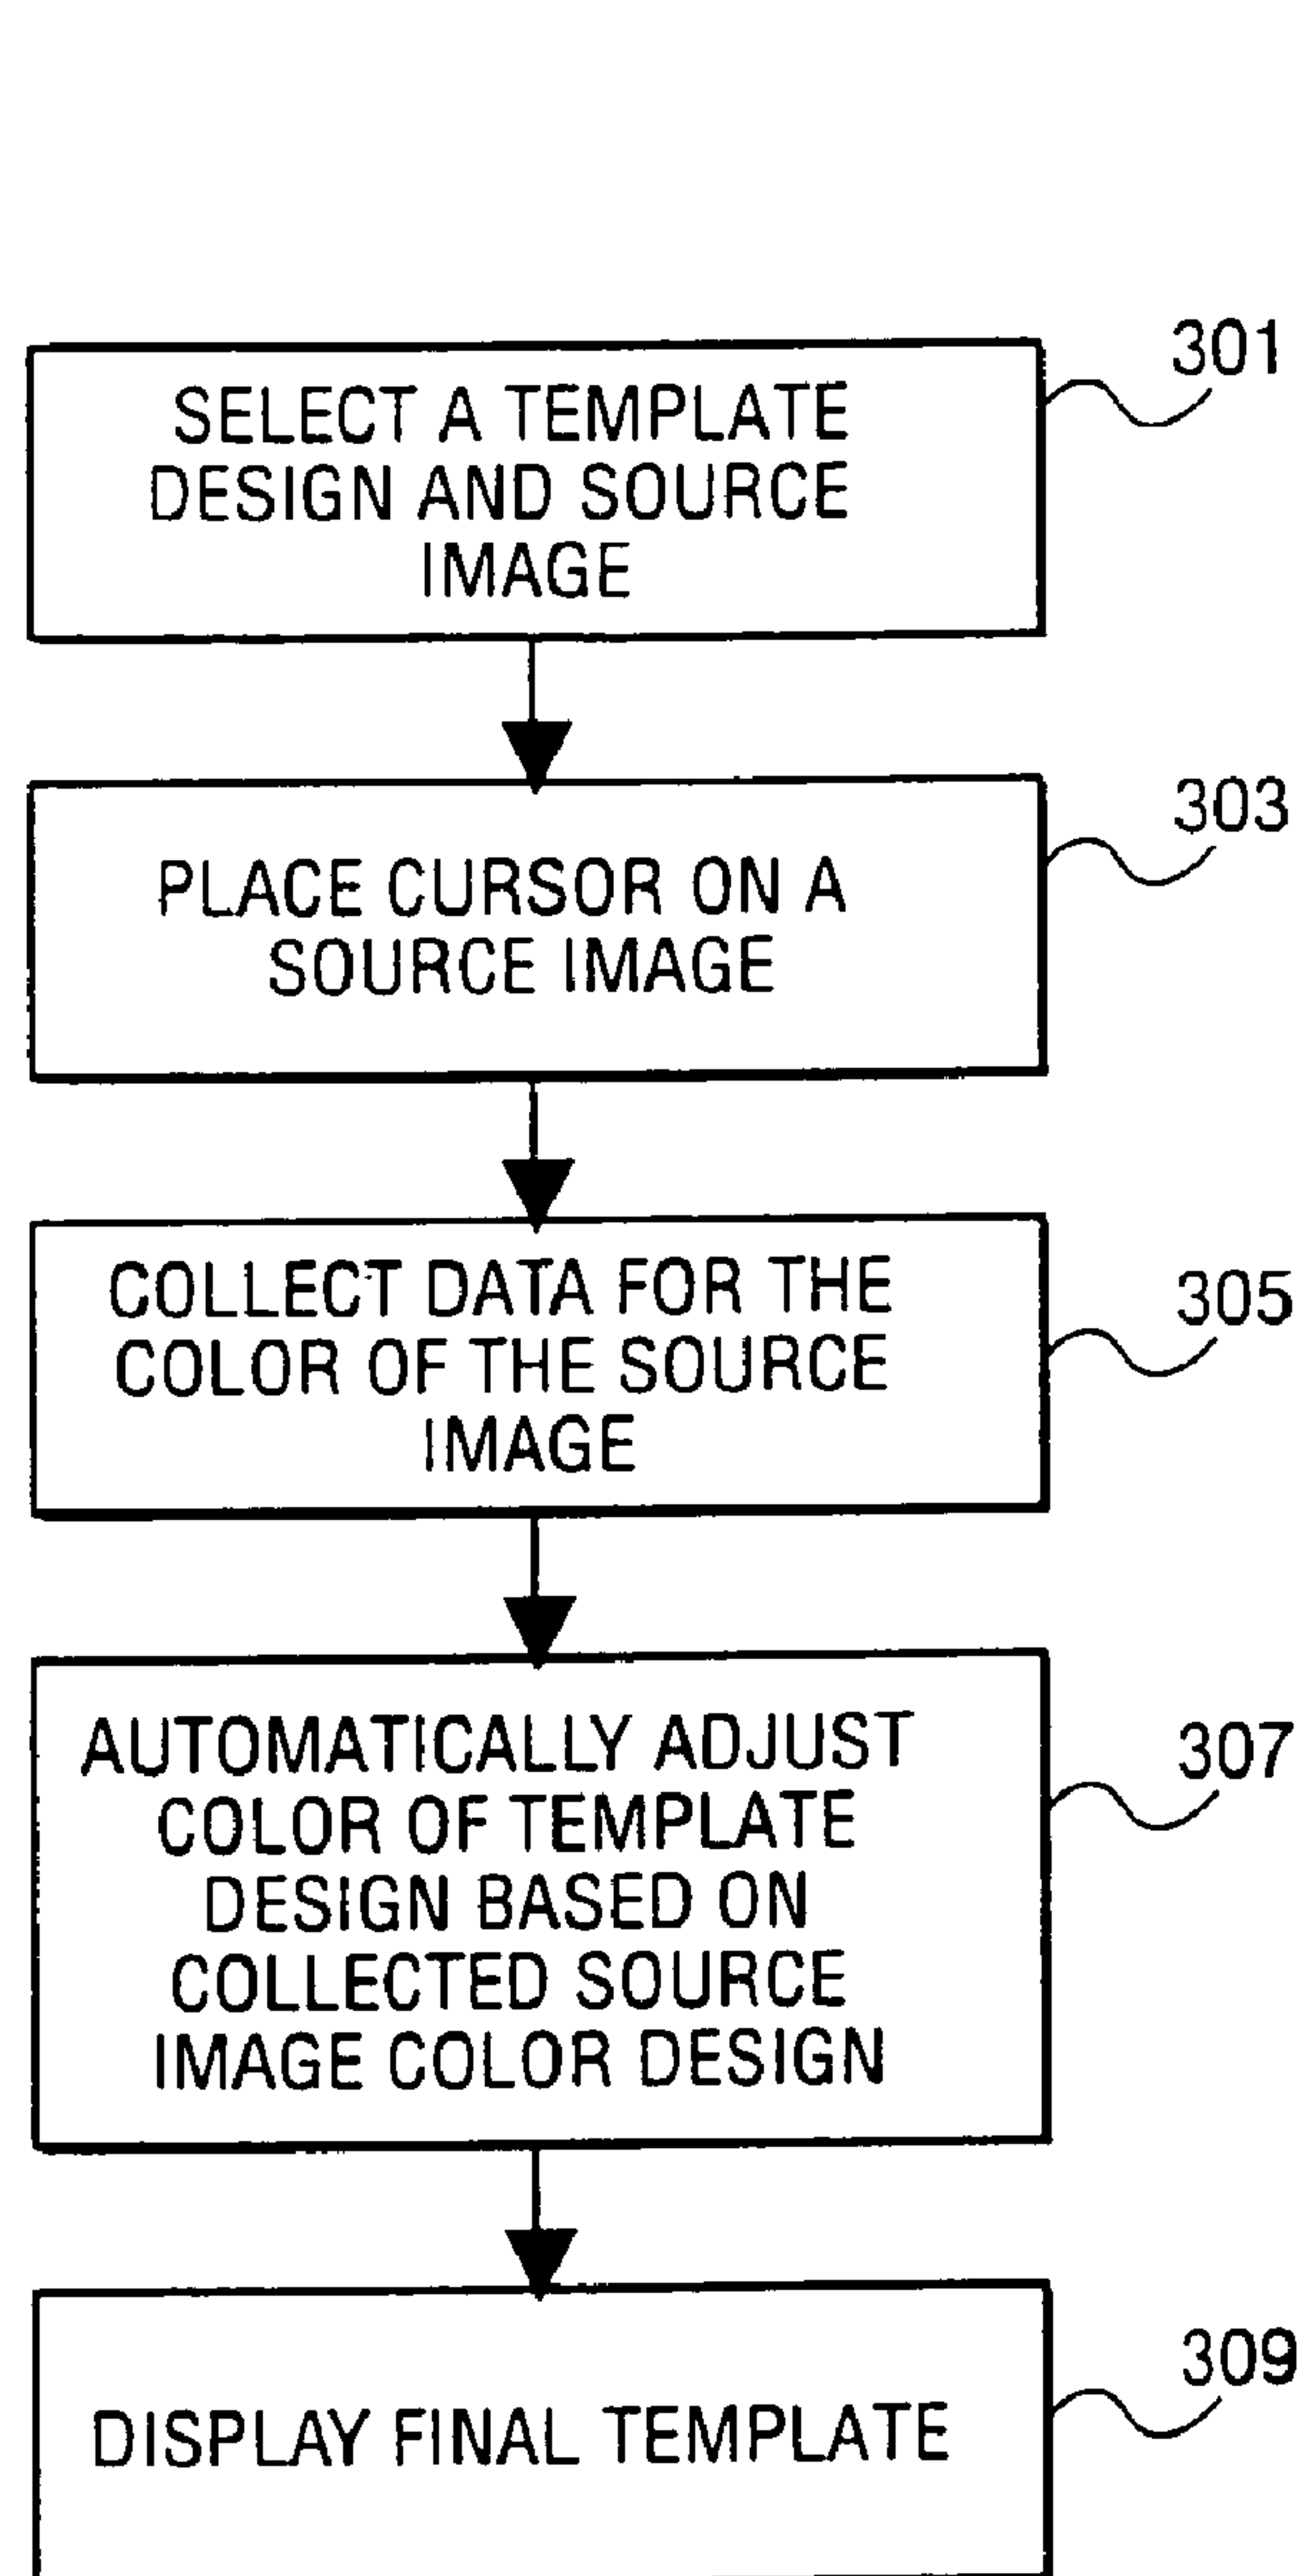 301
SELECT A TEMPLATE
DESIGN AND SOURCE
IMAGE
303
PLACE CURSOR ON A
SOURCE IMAGE
305
COLLECT DATA FOR THE
COLOR OF THE SOURCE
IMAGE
307
AUTOMATICALLY ADJUST
COLOR OF TEMPLATE
DESIGN BASED ON
COLLECTED SOURCE
IMAGE COLOR DESIGN
309
DISPLAY FINAL TEMPLATE